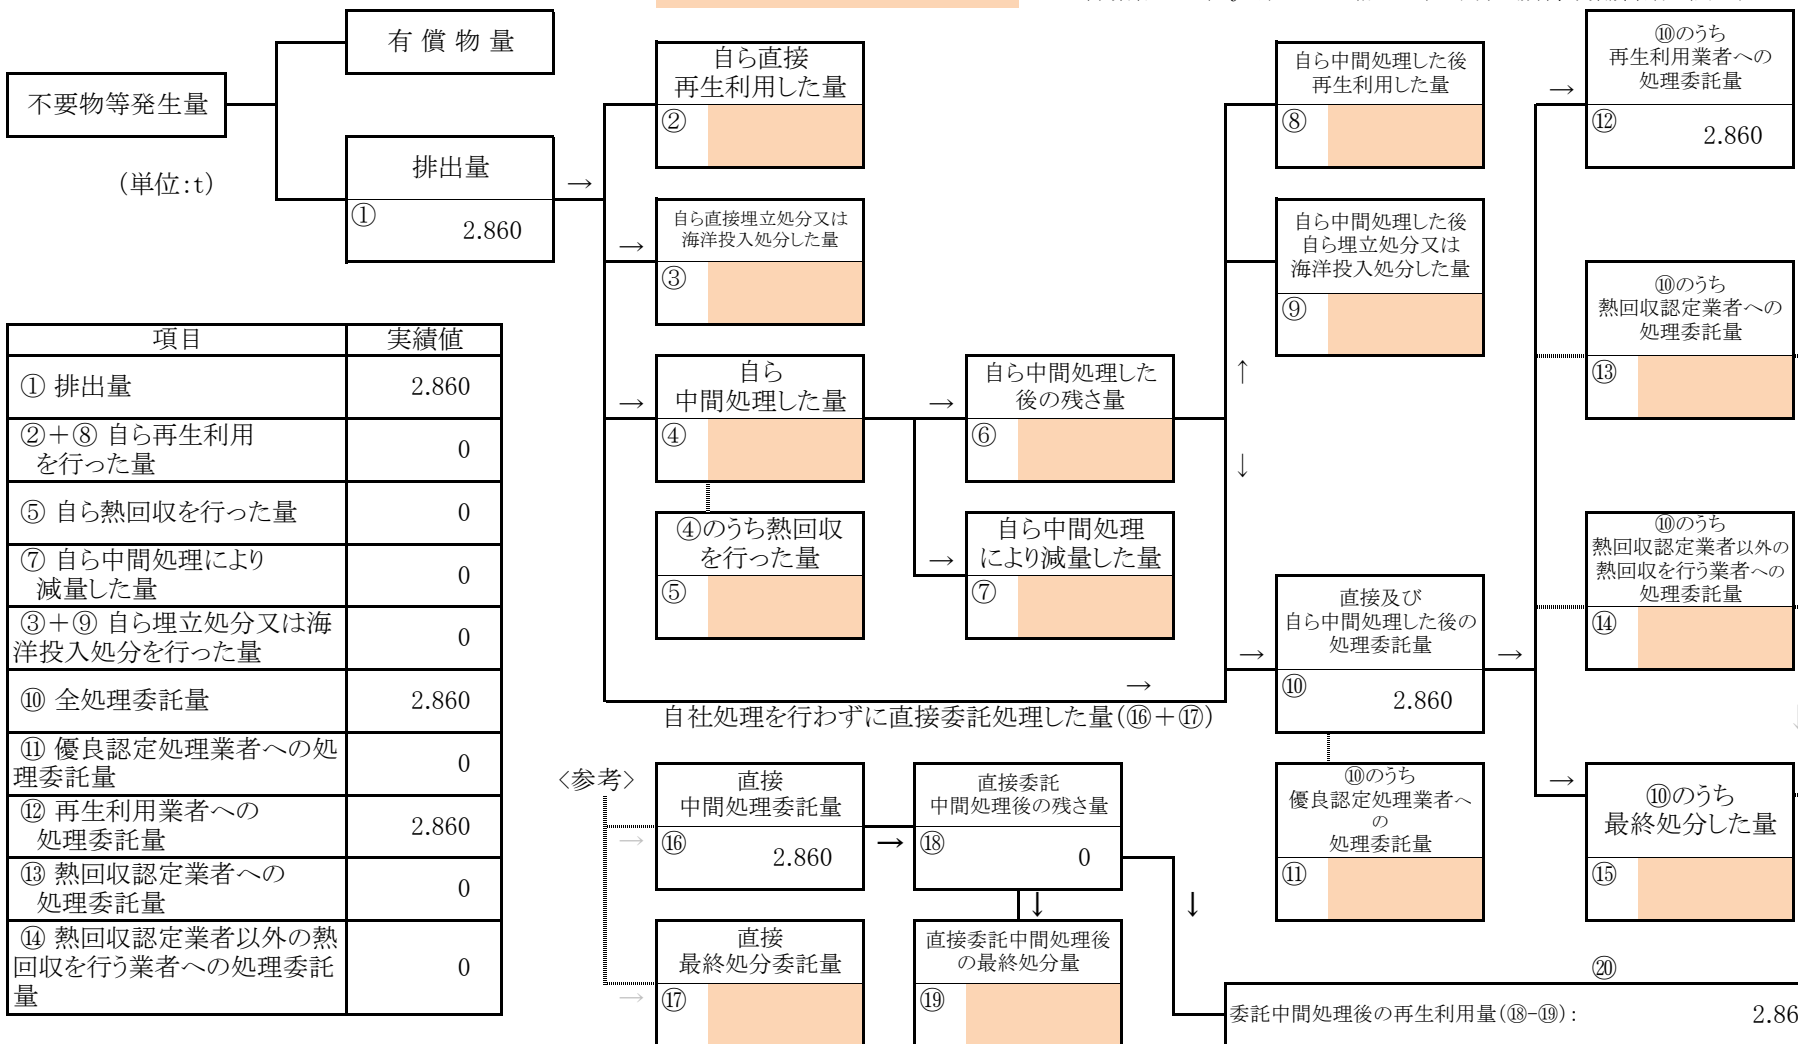 有 償 物 量
不要物等発生量
(単位:t)
排出量
①
2.860
→
自ら直接
再生利用した量
②
→
自ら直接埋立処分又は
海洋投入処分した量
③
→
自ら
中間処理した量
④
④のうち熱回収
を行った量
⑤
→
自ら中間処理した
後の残さ量
⑥
→
自ら中間処理
により減量した量
⑦
自ら中間処理した後
再生利用した量
⑧
自ら中間処理した後
自ら埋立処分又は
海洋投入処分した量
⑨
↑
↓
→
自社処理を行わずに直接委託処理した量(⑯+⑰)
→
直接及び
自ら中間処理した後の
処理委託量
⑩
2.860
→
⑩のうち
優良認定処理業者へ
の
処理委託量
⑪
→
⑩のうち
再生利用業者への
処理委託量
⑫
2.860
⑩のうち
熱回収認定業者への
処理委託量
⑬
⑩のうち
熱回収認定業者以外の
熱回収を行う業者への
処理委託量
⑭
→
⑩のうち
最終処分した量
⑮
項目 実績値
① 排出量 2.860
②+⑧ 自ら再生利用
を行った量 0
⑤ 自ら熱回収を行った量 0
⑦ 自ら中間処理により
減量した量 0
③+⑨ 自ら埋立処分又は海
洋投入処分を行った量 0
⑩ 全処理委託量 2.860
⑪ 優良認定処理業者への処
理委託量 0
⑫ 再生利用業者への
処理委託量 2.860
⑬ 熱回収認定業者への
処理委託量 0
⑭ 熱回収認定業者以外の熱
回収を行う業者への処理委託
量 0
<参考>
→
直接
中間処理委託量
⑯
2.860
→
直接委託
中間処理後の残さ量
⑱
0
↓
↓
→
直接
最終処分委託量
⑰
直接委託中間処理後
の最終処分量
⑲
⑳
委託中間処理後の再生利用量(⑱-⑲): 2.86